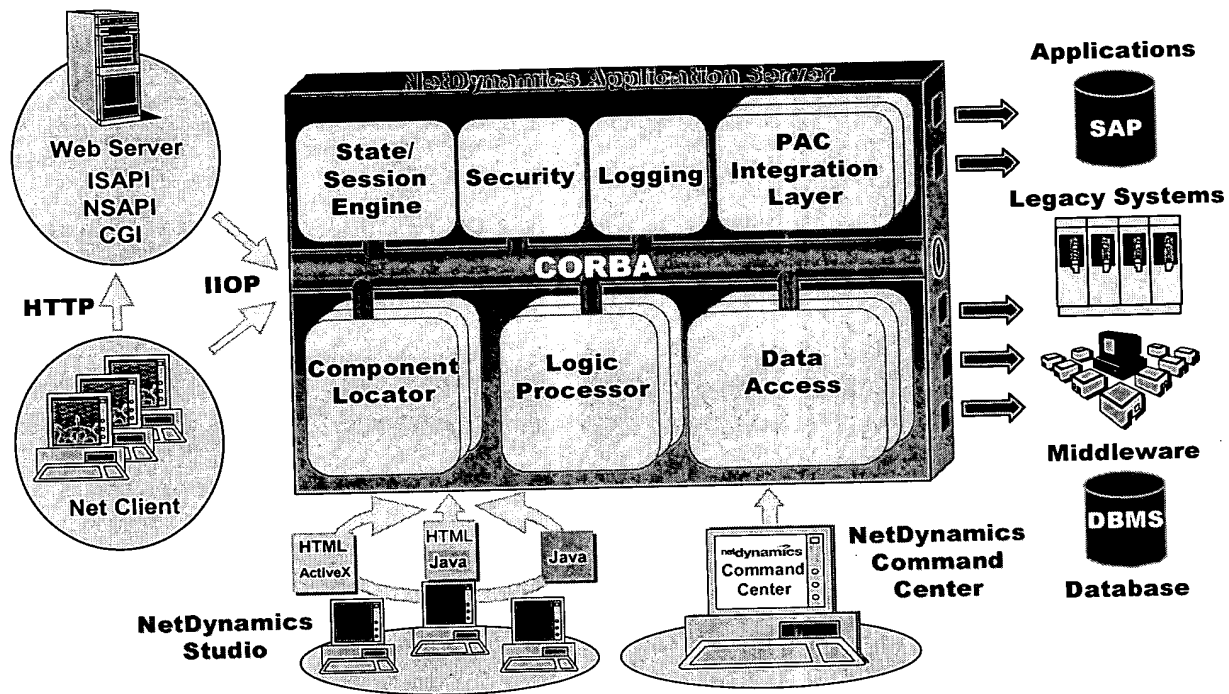 NetDynamics Application Server
Web Server
ISAPI
NSAPI
CGI
HTTP
IIOP
Net Client
State/
Session
Engine
Security
Logging
PAC
Integration
Layer
CORBA
Component
Locator
Logic
Processor
Data
Access
Applications
SAP
Legacy Systems
Middleware
DBMS
Database
HTML
ActiveX
HTML
Java
Java
NetDynamics
Studio
netdynamics
Command
Center
NetDynamics
Command
Center